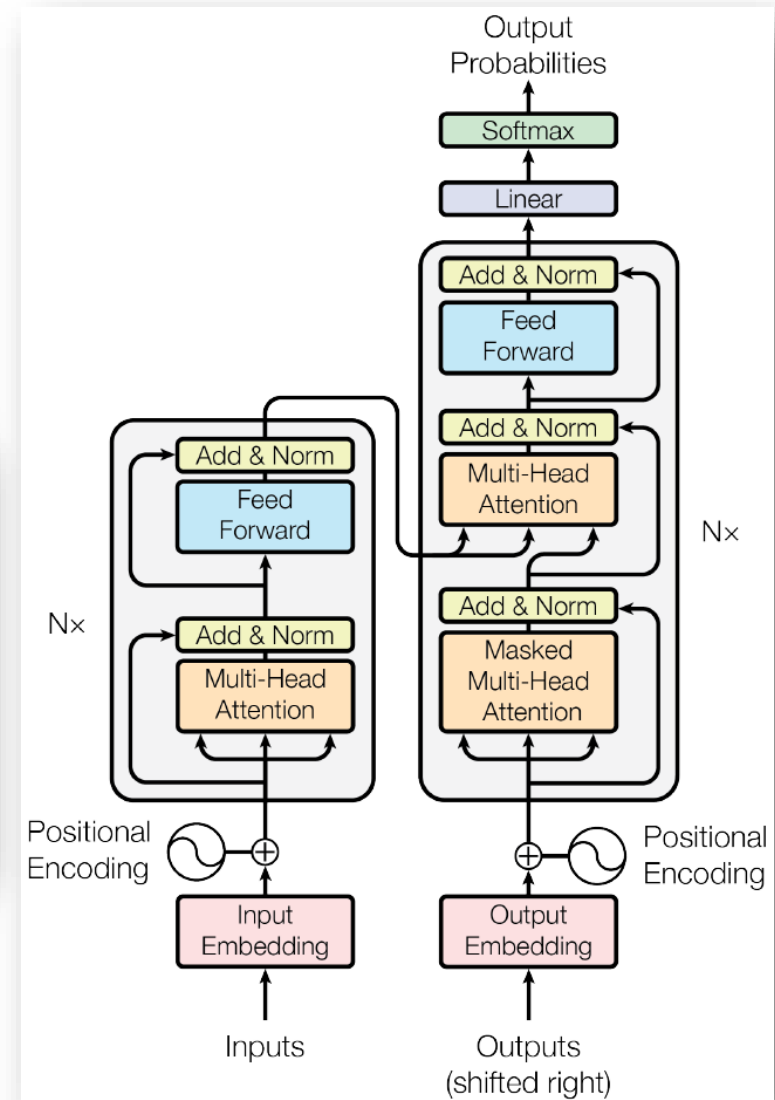 Output
Probabilities
Softmax
Linear
Add & Norm
Feed
Forward
Add & Norm
Multi-Head
Attention
Add & Norm
Masked
Multi-Head
Attention
N×
Add & Norm
Feed
Forward
Add & Norm
Multi-Head
Attention
N×
Positional
Encoding
Positional
Encoding
Input
Embedding
Output
Embedding
Inputs
Outputs
(shifted right)